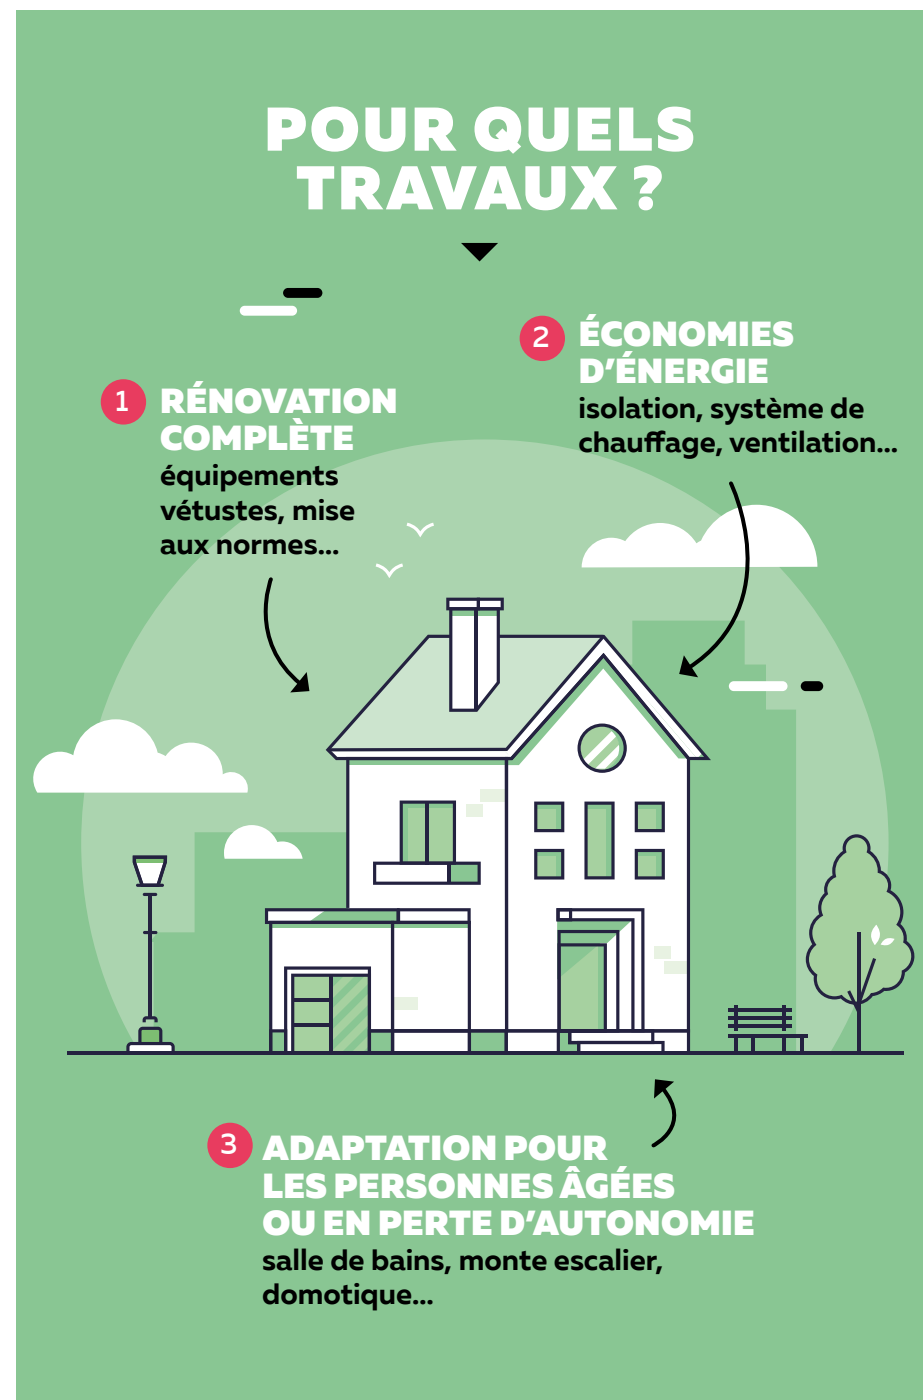 POUR QUELS
TRAVAUX ?
1
RÉNOVATION
COMPLÈTE
équipements
vétustes, mise
aux normes...
2
ÉCONOMIES
D'ÉNERGIE
isolation, système de
chauffage, ventilation...
3
ADAPTATION POUR
LES PERSONNES ÂGÉES
OU EN PERTE D'AUTONOMIE
salle de bains, monte escalier,
domotique...